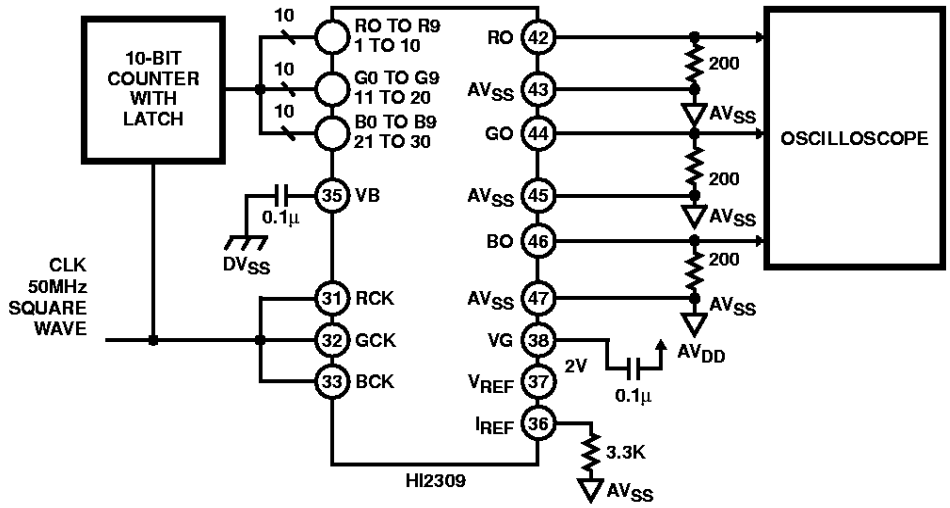 10-BIT
COUNTER
WITH
LATCH
10
10
10
RO TO R9
1 TO 10
G0 TO G9
11 TO 20
B0 TO B9
21 TO 30
35 VB
0.1μ
DVSS
CLK
50MHz
SQUARE
WAVE
31 RCK
32 GCK
33 BCK
RO 42
AVSS 43
GO 44
AVSS 45
BO 46
AVSS 47
VG 38
VREF 37
IREF 36
200
AVSS
200
AVSS
200
AVSS
2V
0.1μ
AVDD
3.3K
AVSS
OSCILLOSCOPE
HI2309